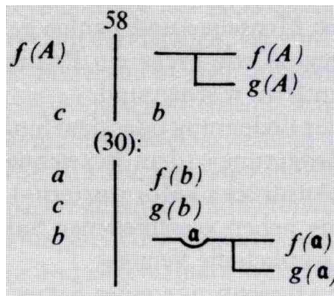 58
f(A) f(A)
g(A)
c b
(30):
a f(b)
c g(b)
b 𝔞 f(𝔞)
g(𝔞)